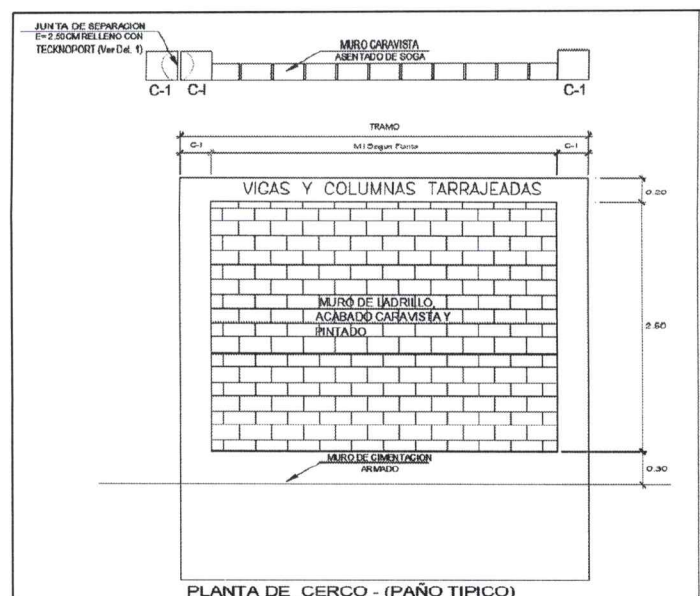 JUNTA DE SEPARACION
E= 2.50CM RELLENO CON
TECKNOPORT (Ver Det. 1)
MURO CARAVISTA
ASENTADO DE SOGA
C-1
C-I
C-1
TRAMO
C-1
C-1
VIGAS Y COLUMNAS TARRAJEADAS
0.20
MURO DE LADRILLO,
ACABADO CARAVISTA Y
PINTADO
2.50
MURO DE CIMENTACION
ARMADO
0.30
PLANTA DE CERCO - (PAÑO TIPICO)